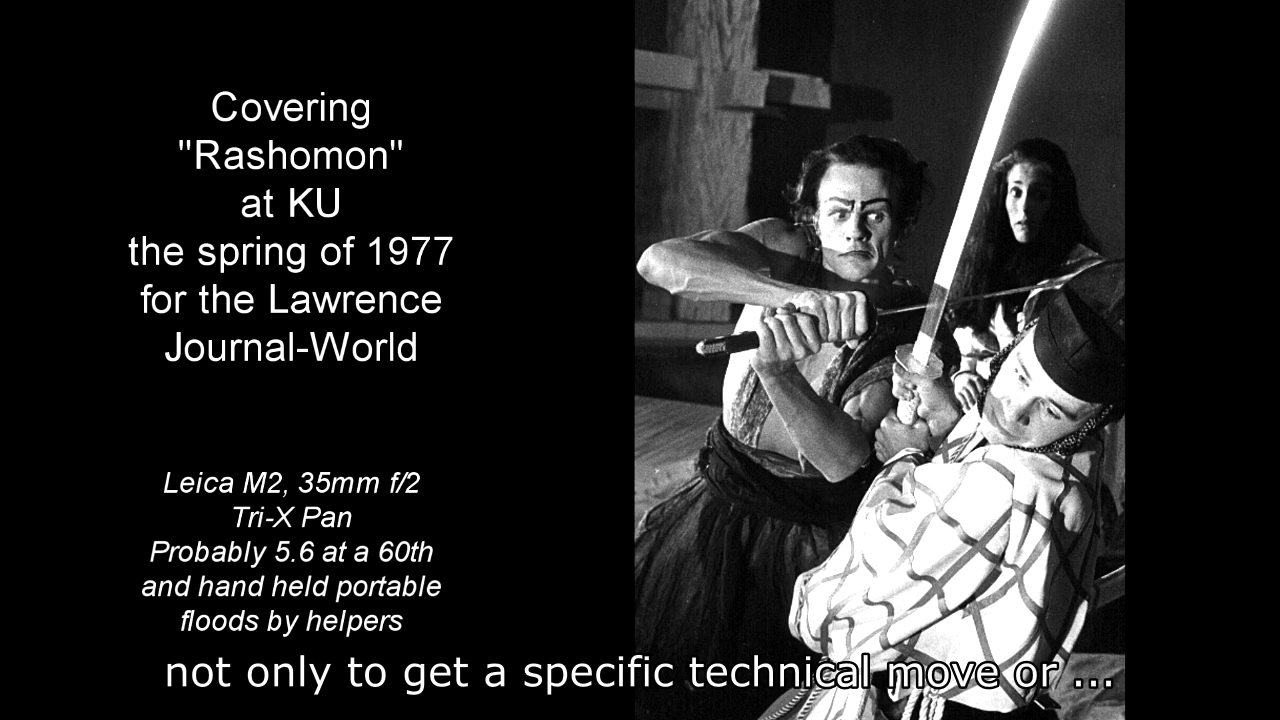 Covering
"Rashomon"
at KU
the spring of 1977
for the Lawrence
Journal-World
Leica M2, 35mm f/2
Tri-X Pan
Probably 5.6 at a 60th
and hand held portable
floods by helpers
not only to get a specific technical move or ...